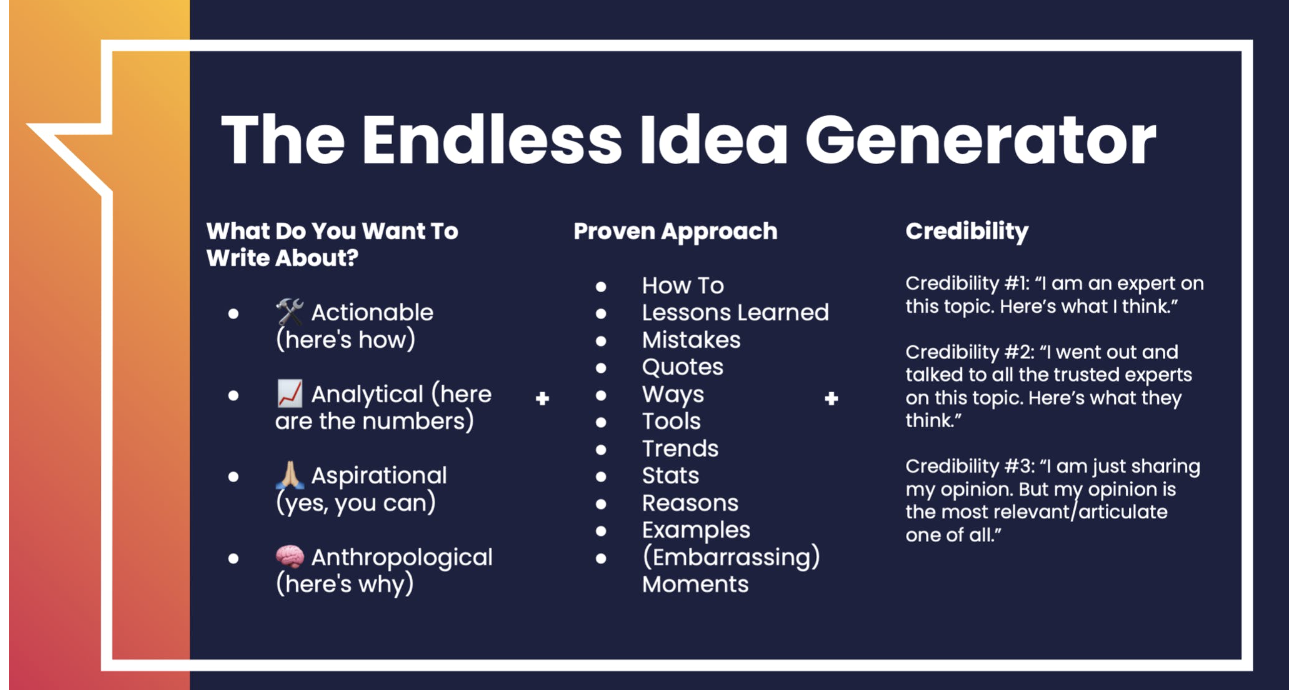 The Endless Idea Generator
What Do You Want To
Write About?
● 🛠 Actionable
(here's how)
● 📈 Analytical (here
are the numbers)
● 🙏🏼 Aspirational
(yes, you can)
● 🧠 Anthropological
(here's why)
+
Proven Approach
● How To
● Lessons Learned
● Mistakes
● Quotes
● Ways
● Tools
● Trends
● Stats
● Reasons
● Examples
● (Embarrassing)
Moments
+
Credibility
Credibility #1: “I am an expert on
this topic. Here’s what I think.”
Credibility #2: “I went out and
talked to all the trusted experts
on this topic. Here’s what they
think.”
Credibility #3: “I am just sharing
my opinion. But my opinion is
the most relevant/articulate
one of all.”